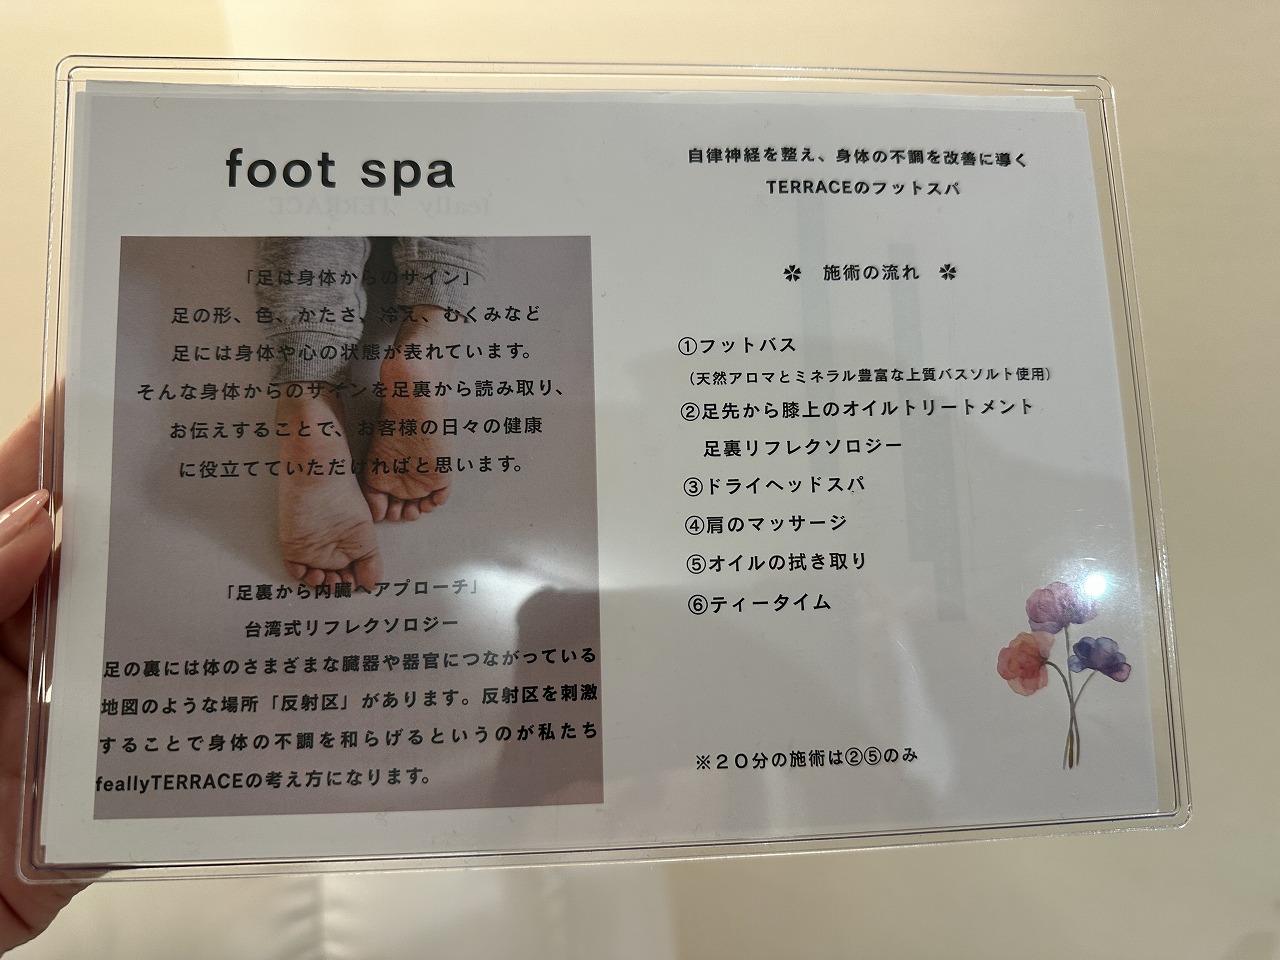 foot spa
「足は身体からのサイン」
足の形、色、かたさ、冷え、むくみなど
足には身体や心の状態が表れています。
そんな身体からのサインを足裏から読み取り、
お伝えすることで、お客様の日々の健康
に役立てていただければと思います。
「足裏から内臓へアプローチ」
台湾式リフレクソロジー
足の裏には体のさまざまな臓器や器官につながっている
地図のような場所「反射区」があります。反射区を刺激
することで身体の不調を和らげるというのが私たち
feallyTERRACEの考え方になります。
自律神経を整え、身体の不調を改善に導く
TERRACEのフットスパ
✽ 施術の流れ ✽
①フットバス
（天然アロマとミネラル豊富な上質バスソルト使用）
②足先から膝上のオイルトリートメント
足裏リフレクソロジー
③ドライヘッドスパ
④肩のマッサージ
⑤オイルの拭き取り
⑥ティータイム
※２０分の施術は②⑤のみ